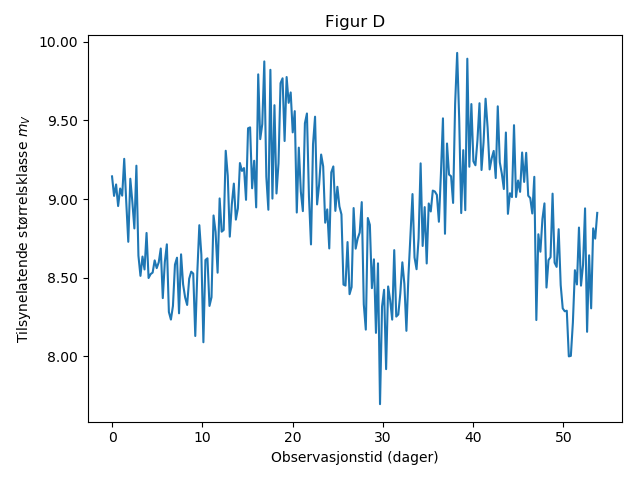 Figur D
10.00
9.50
9.00
8.50
8.00
Tilsynelatende størrelsklasse m_V
0 10 20 30 40 50
Observasjonstid (dager)